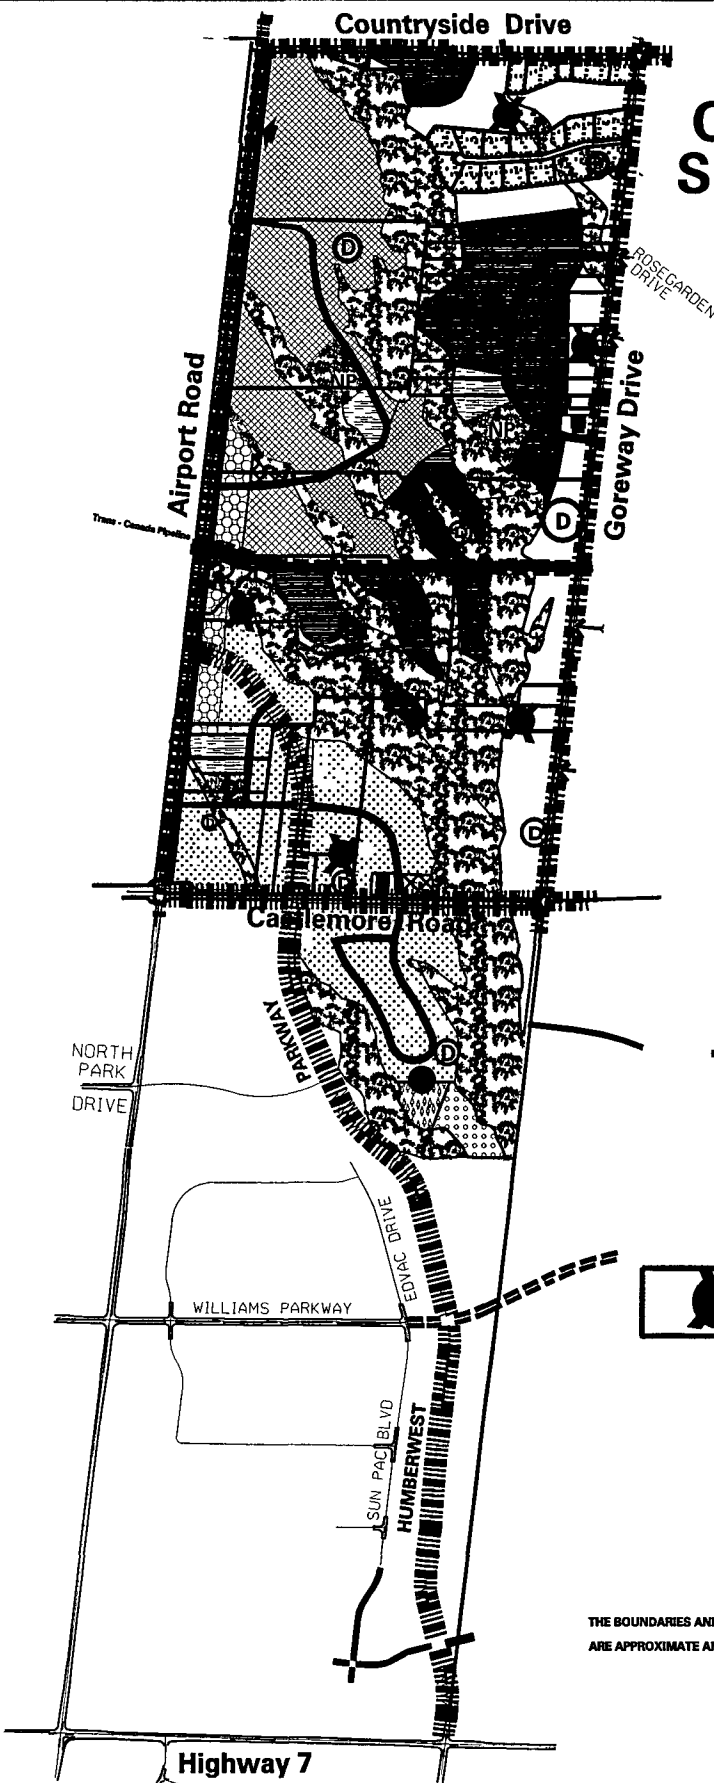 Countryside Drive
C
S
D
ROSEGARDEN
DRIVE
Airport Road
NP
Goreway Drive
NP
D
Trans - Canada Pipeline
D
D
Castlemore Road
PARKWAY
NORTH
PARK
DRIVE
D
EDVAC DRIVE
WILLIAMS PARKWAY
SUN PAC BLVD
HUMBERWEST
THE BOUNDARIES AN
ARE APPROXIMATE A
Highway 7